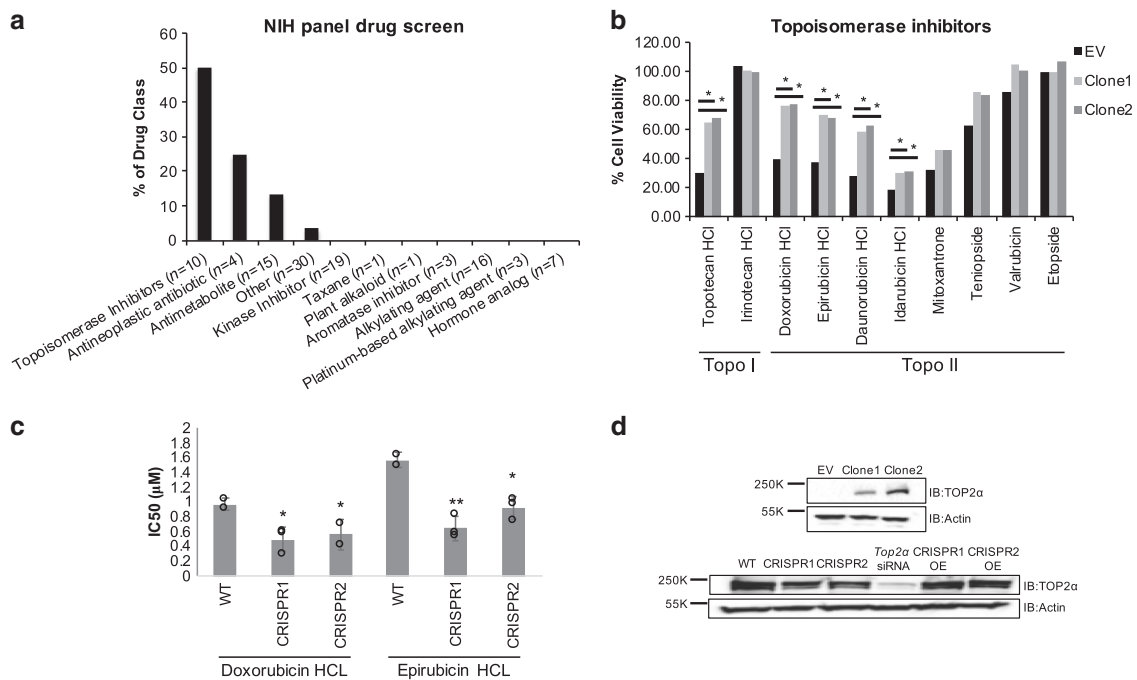 a
NIH panel drug screen
% of Drug Class
60
50
40
30
20
10
0
Topoisomerase Inhibitors (n=10)
Antineoplastic antibiotic (n=4)
Antimetabolite (n=15)
Other (n=30)
Kinase Inhibitor (n=19)
Taxane (n=1)
Plant alkaloid (n=1)
Aromatase inhibitor (n=3)
Alkylating agent (n=16)
Platinum-based alkylating agent (n=3)
Hormone analog (n=7)
b
Topoisomerase inhibitors
% Cell Viability
120.00
100.00
80.00
60.00
40.00
20.00
0.00
* *
* *
* *
* *
* *
EV
Clone1
Clone2
Topotecan HCl
Irinotecan HCl
Doxorubicin HCl
Epirubicin HCl
Daunorubicin HCl
Idarubicin HCl
Mitoxantrone
Teniopside
Valrubicin
Etopside
Topo I
Topo II
c
IC50 (µM)
2
1.8
1.6
1.4
1.2
1
0.8
0.6
0.4
0.2
0
*
*
**
*
WT
CRISPR1
CRISPR2
WT
CRISPR1
CRISPR2
Doxorubicin HCL
Epirubicin HCL
d
EV Clone1 Clone2
250K
IB:TOP2α
55K
IB:Actin
WT CRISPR1 CRISPR2 Top2α siRNA CRISPR1 OE CRISPR2 OE
250K
IB:TOP2α
55K
IB:Actin